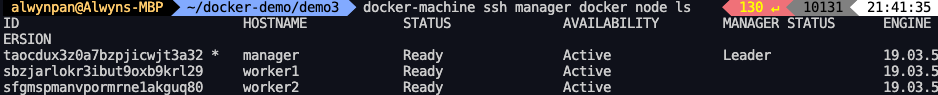 alwynpan@Alwyns-MBP ~/docker-demo/demo3 docker-machine ssh manager docker node ls 130 ↵ 10131 21:41:35
ID HOSTNAME STATUS AVAILABILITY MANAGER STATUS ENGINE
ERSION
taocdux3z0a7bzpjicwjt3a32 * manager Ready Active Leader 19.03.5
sbzjarlokr3ibut9oxb9krl29 worker1 Ready Active 19.03.5
sfgmspmanvpormrne1akguq80 worker2 Ready Active 19.03.5